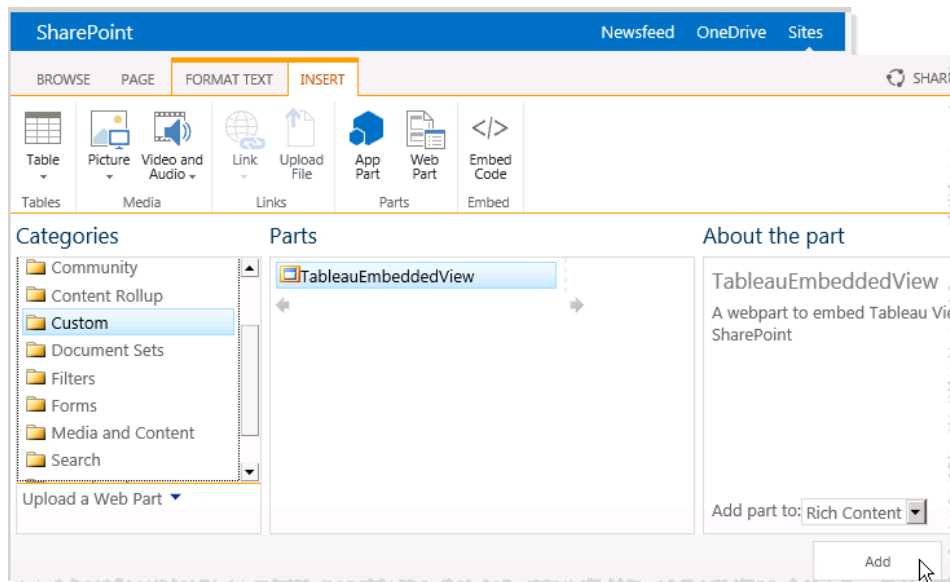 SharePoint Newsfeed OneDrive Sites
BROWSE PAGE FORMAT TEXT INSERT SHARE
Table Picture Video and Audio Link Upload File App Part Web Part </> Embed Code
Tables Media Links Parts Embed
Categories
Community
Content Rollup
Custom
Document Sets
Filters
Forms
Media and Content
Search
Upload a Web Part
Parts
TableauEmbeddedView
About the part
TableauEmbeddedView
A webpart to embed Tableau Vie
SharePoint
Add part to: Rich Content
Add